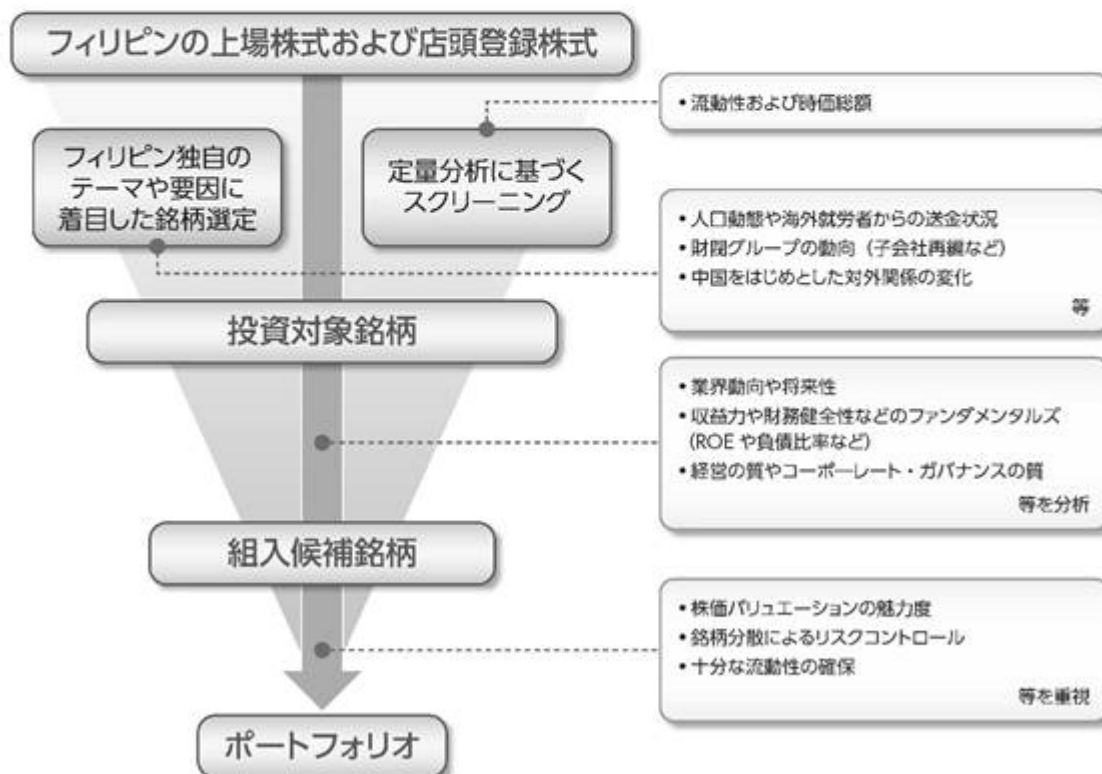 フィリピンの上場株式および店頭登録株式
• 流動性および時価総額
フィリピン独自の
テーマや要因に
着目した銘柄選定
定量分析に基づく
スクリーニング
• 人口動態や海外就労者からの送金状況
• 財閥グループの動向（子会社再編など）
• 中国をはじめとした対外関係の変化
等
投資対象銘柄
• 業界動向や将来性
• 収益力や財務健全性などのファンダメンタルズ
（ROEや負債比率など）
• 経営の質やコーポーレート・ガバナンスの質
等を分析
組入候補銘柄
• 株価バリュエーションの魅力度
• 銘柄分散によるリスクコントロール
• 十分な流動性の確保
等を重視
ポートフォリオ